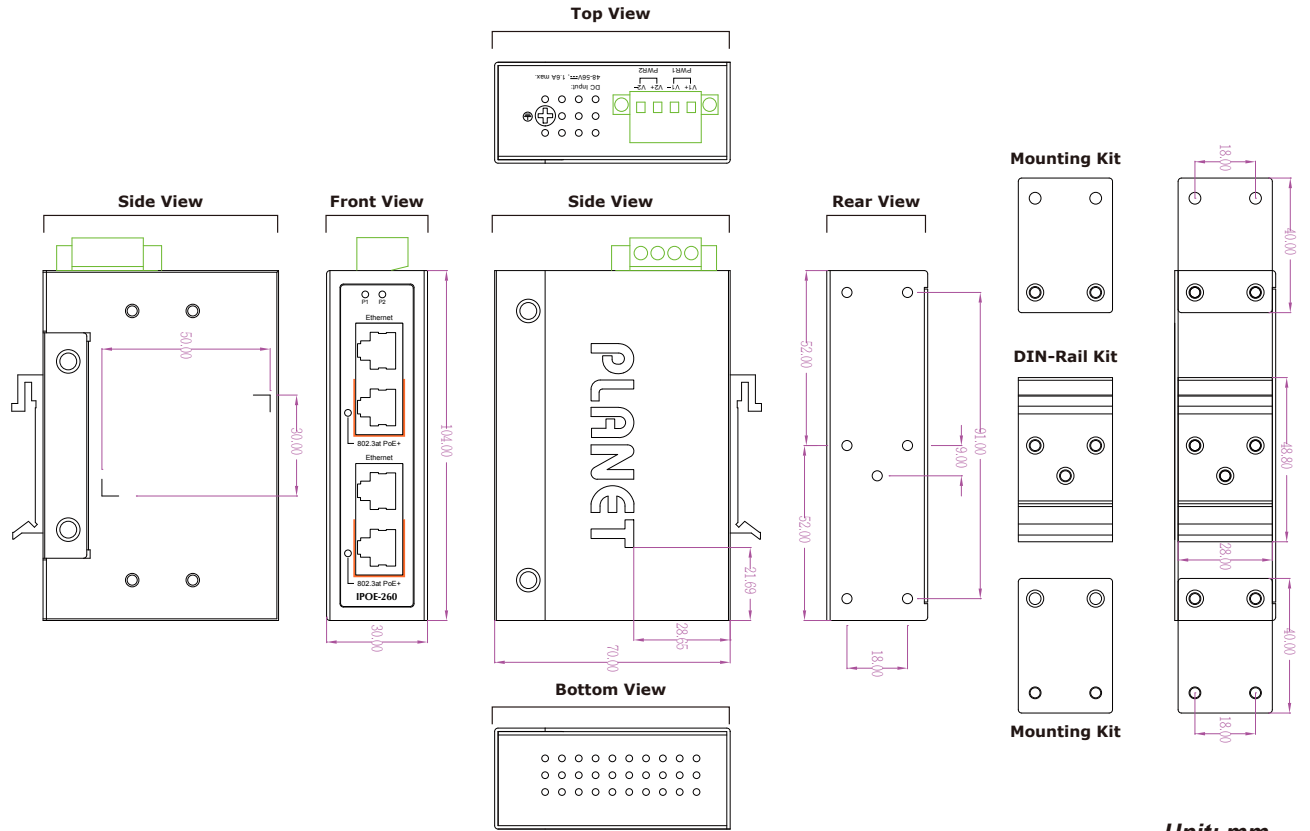 Top View
48-56V⎓, 1.6A max.
DC Input:
PWR2
PWR1
V2-
V2+
V1-
V1+
Side View
Front View
Side View
Rear View
Mounting Kit
18.00
40.00
P1
P2
Ethernet
802.3at PoE+
Ethernet
802.3at PoE+
IPOE-260
50.00
30.00
104.00
30.00
PLANET
21.69
28.65
70.00
52.00
52.00
91.00
9.00
18.00
DIN-Rail Kit
48.80
28.00
40.00
18.00
Mounting Kit
Bottom View